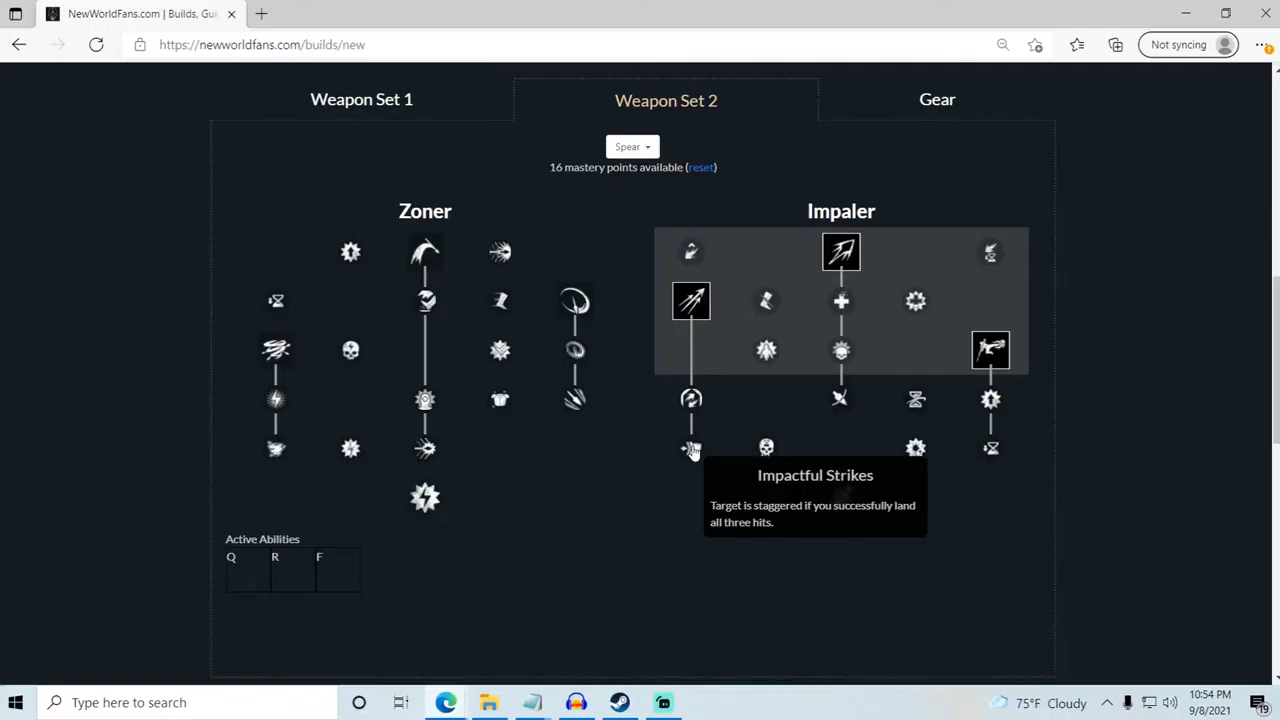 NewWorldFans.com | Builds, Gu
https://newworldfans.com/builds/new
Not syncing
Weapon Set 1
Weapon Set 2
Gear
Spear
16 mastery points available (reset)
Zoner
Impaler
Impactful Strikes
Target is staggered if you successfully land
all three hits.
Active Abilities
Q
R
F
Type here to search
75°F Cloudy
10:54 PM
9/8/2021
19